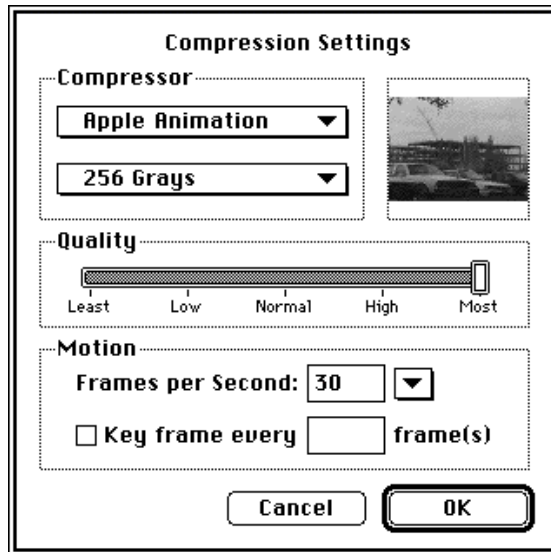 Compression Settings
Compressor
Apple Animation
256 Grays
Quality
Least Low Normal High Most
Motion
Frames per Second: 30
Key frame every frame(s)
Cancel OK